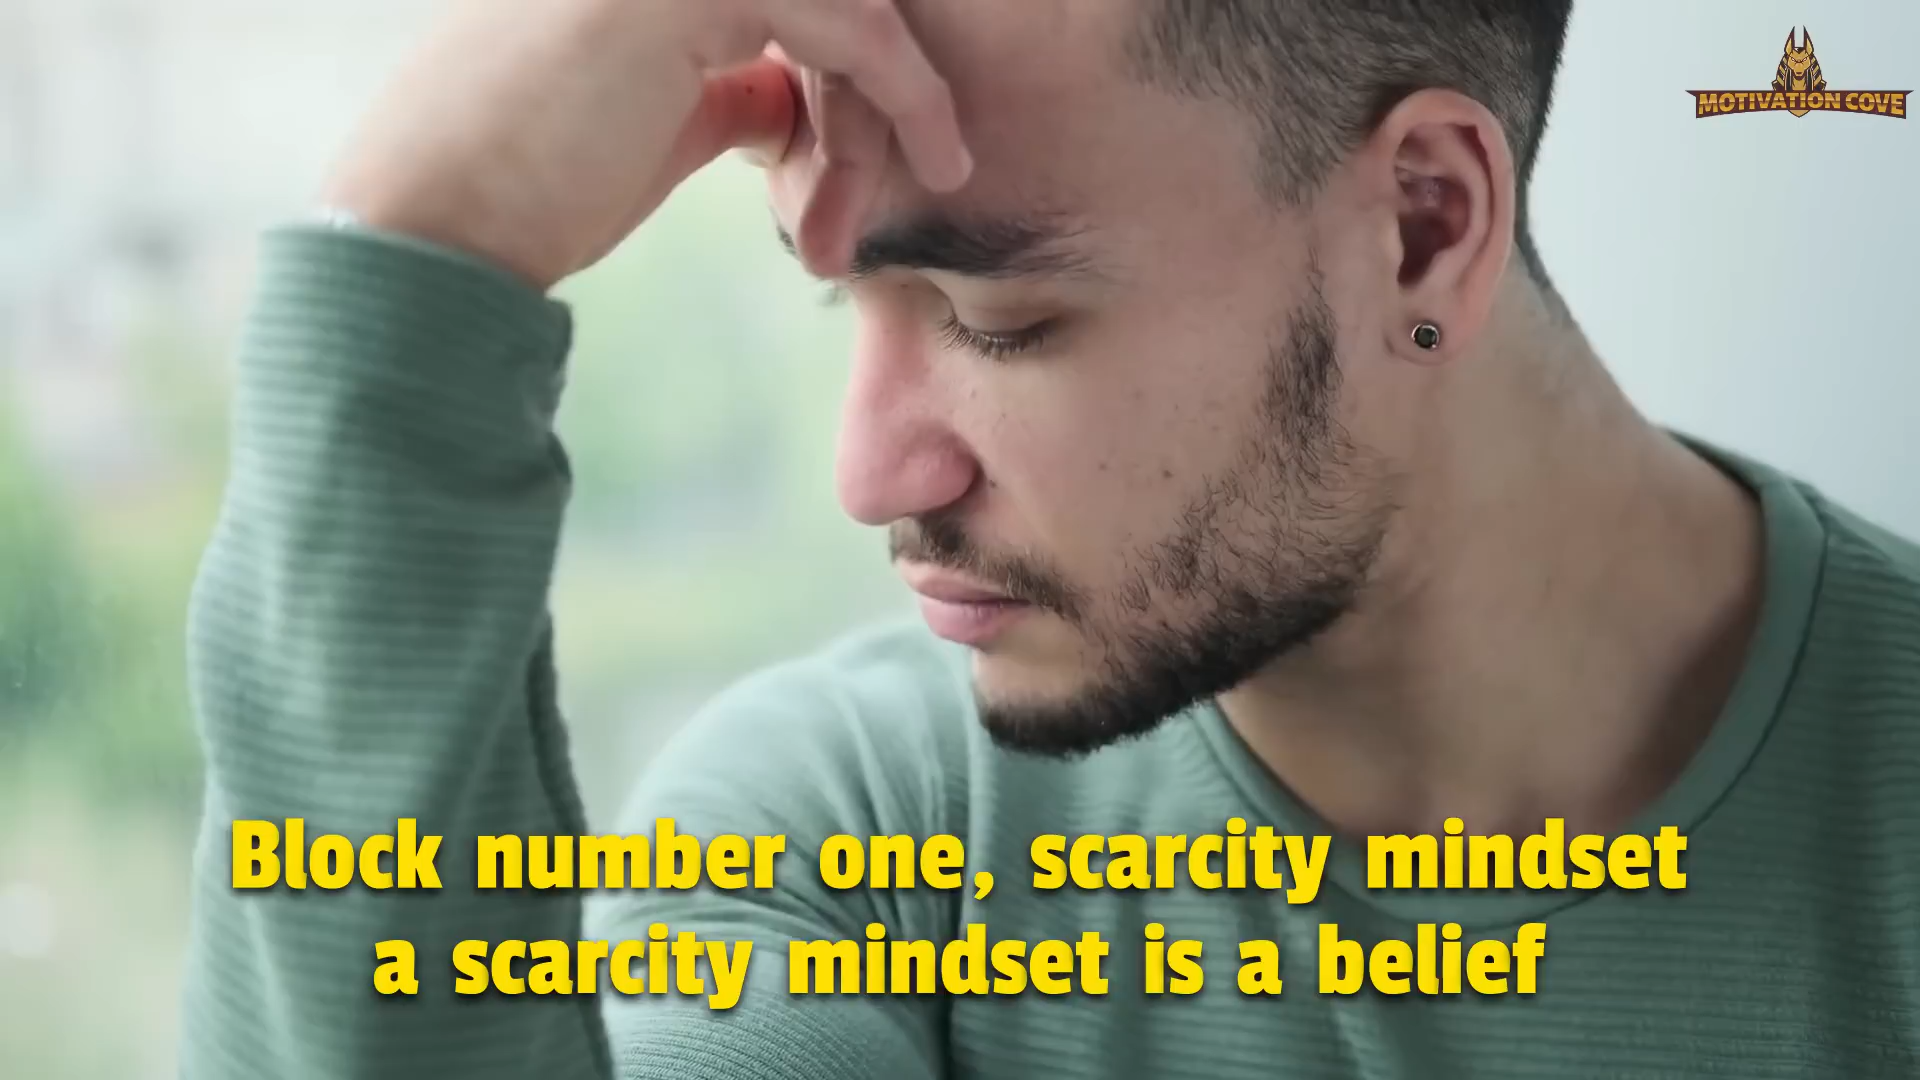 MOTIVATION COVE
Block number one, scarcity mindset
a scarcity mindset is a belief